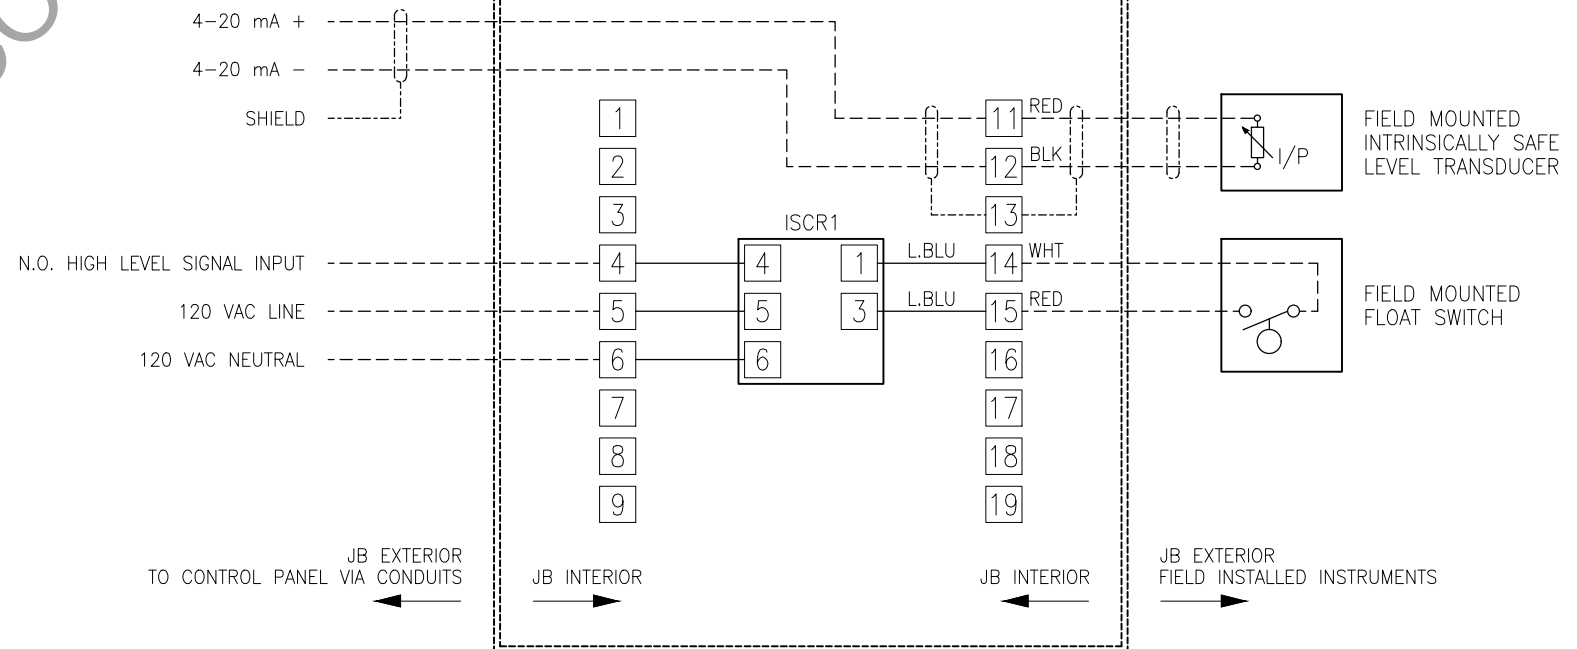 4-20 mA +
4-20 mA -
SHIELD
N.O. HIGH LEVEL SIGNAL INPUT
120 VAC LINE
120 VAC NEUTRAL
1
2
3
4
5
6
7
8
9
ISCR1
4
5
6
1
3
L.BLU
L.BLU
11
12
13
14
15
16
17
18
19
RED
BLK
WHT
RED
I/P
FIELD MOUNTED
INTRINSICALLY SAFE
LEVEL TRANSDUCER
FIELD MOUNTED
FLOAT SWITCH
JB EXTERIOR
TO CONTROL PANEL VIA CONDUITS
JB INTERIOR
JB INTERIOR
JB EXTERIOR
FIELD INSTALLED INSTRUMENTS